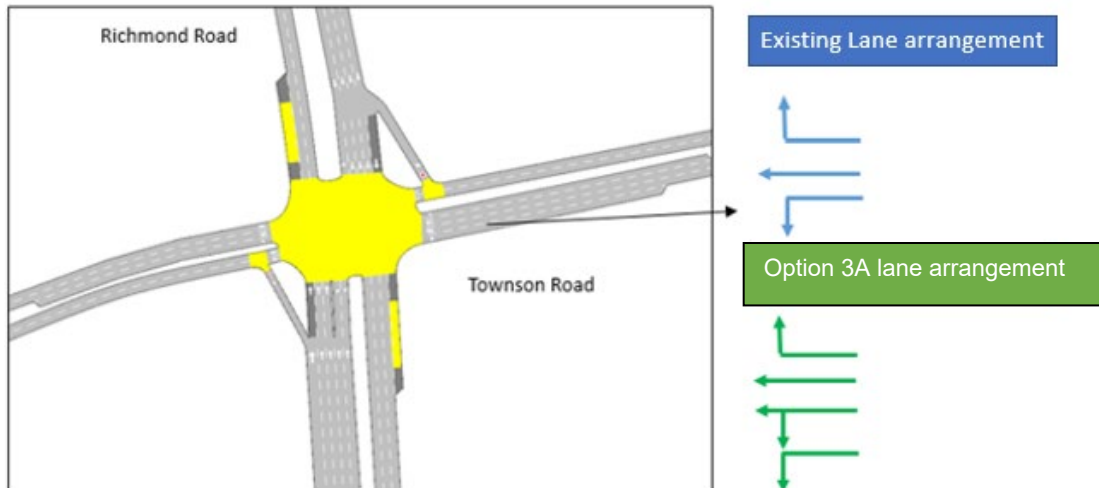 Richmond Road
Existing Lane arrangement
Townson Road
Option 3A lane arrangement